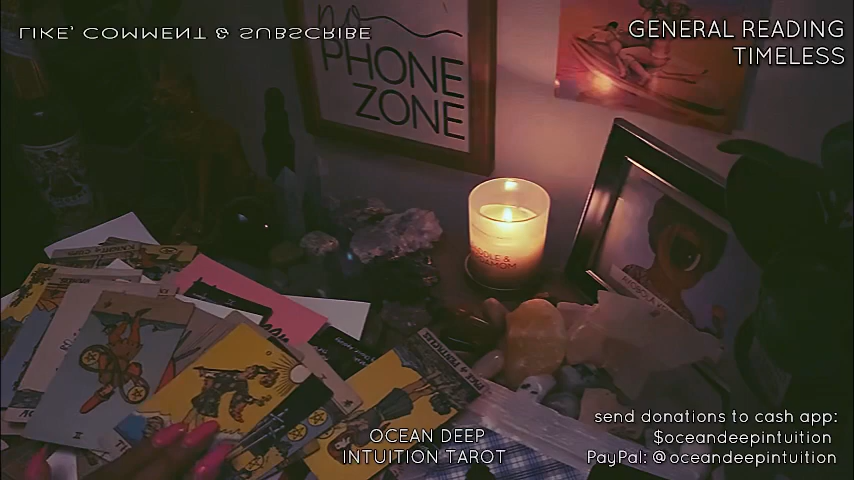 LIKE, COMMENT & SUBSCRIBE
GENERAL READING
TIMELESS
no
PHONE
ZONE
OCEAN DEEP
INTUITION TAROT
send donations to cash app:
$oceandeepintuition
PayPal: @oceandeepintuition